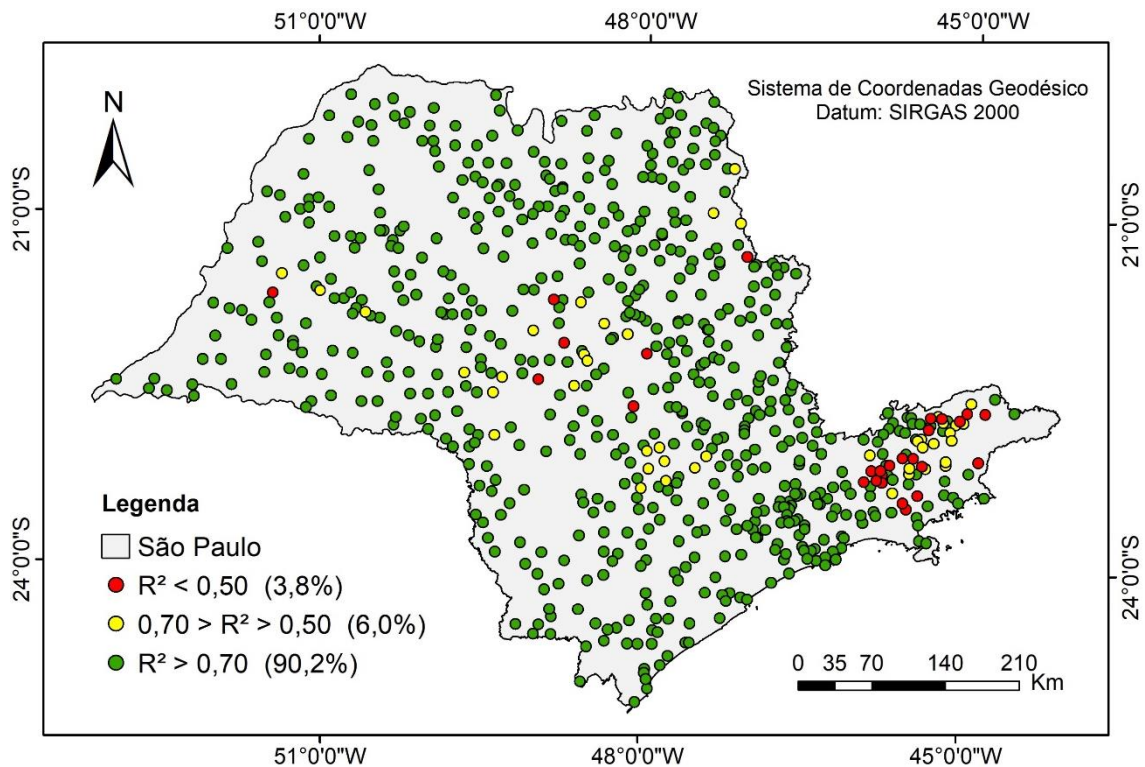 51°0'0"W 48°0'0"W 45°0'0"W
Sistema de Coordenadas Geodésico
Datum: SIRGAS 2000
N
21°0'0"S
21°0'0"S
24°0'0"S
24°0'0"S
Legenda
São Paulo
R² < 0,50 (3,8%)
0,70 > R² > 0,50 (6,0%)
R² > 0,70 (90,2%)
0 35 70 140 210
Km
51°0'0"W 48°0'0"W 45°0'0"W